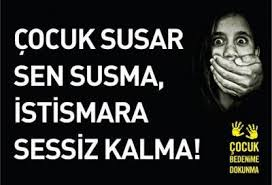 ÇOCUK SUSAR
SEN SUSMA,
İSTİSMARA
SESSİZ KALMA!
ÇOCUK
BEDENİME
DOKUNMA